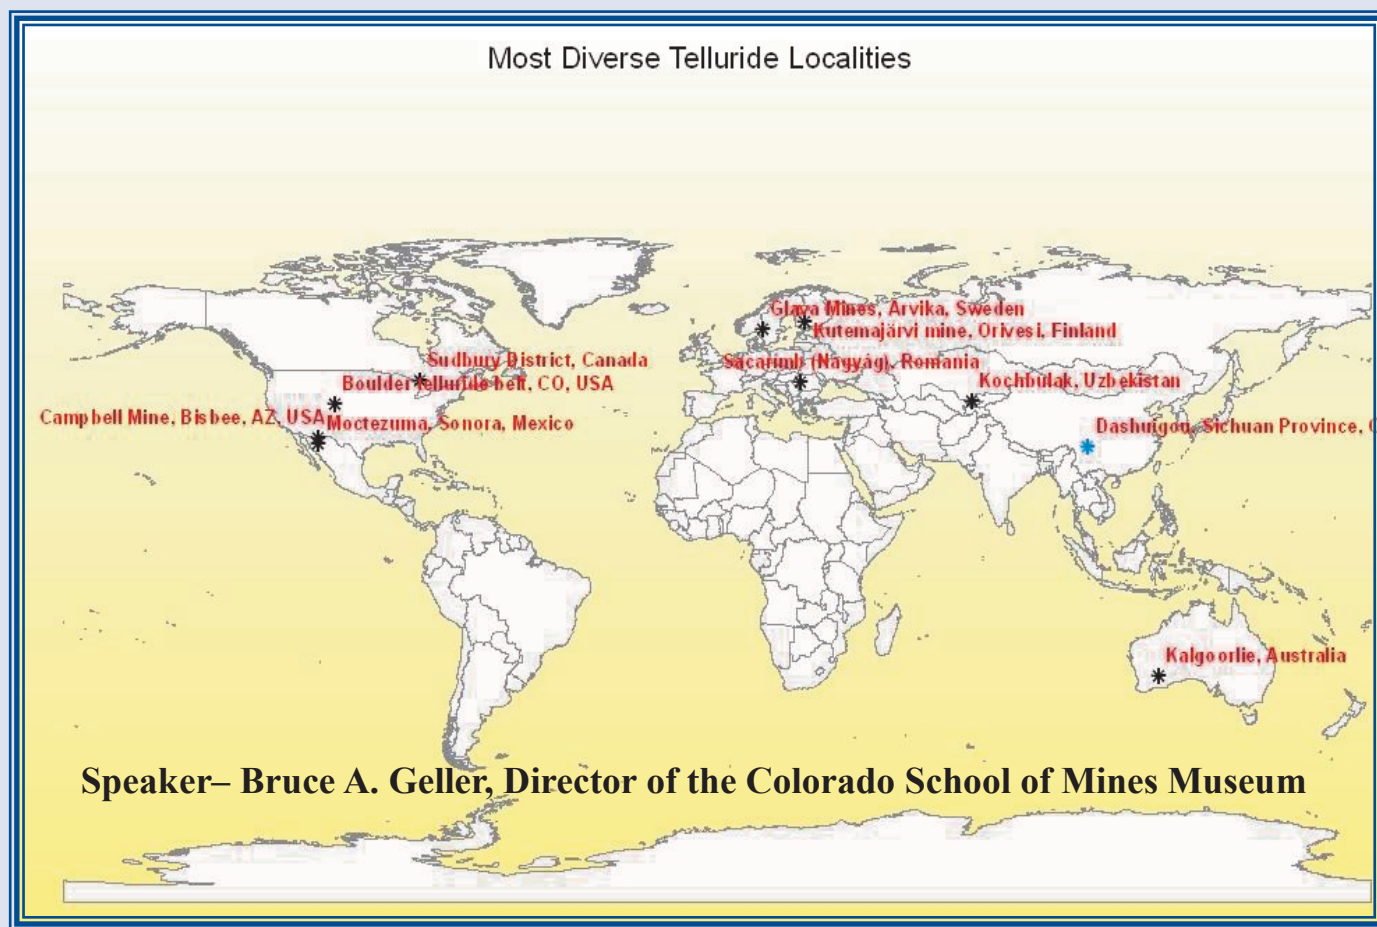 Most Diverse Telluride Localities
Glava Mines, Arvika, Sweden
Kutemajärvi mine, Orivesi, Finland
Sudbury District, Canada
Sacarimb (Nagyág), Romania
Boulder Telluride belt, CO, USA
Kochbulak, Uzbekistan
Campbell Mine, Bisbee, AZ, USA
Moctezuma, Sonora, Mexico
Dashuigou, Sichuan Province, C
Kalgoorlie, Australia
Speaker– Bruce A. Geller, Director of the Colorado School of Mines Museum